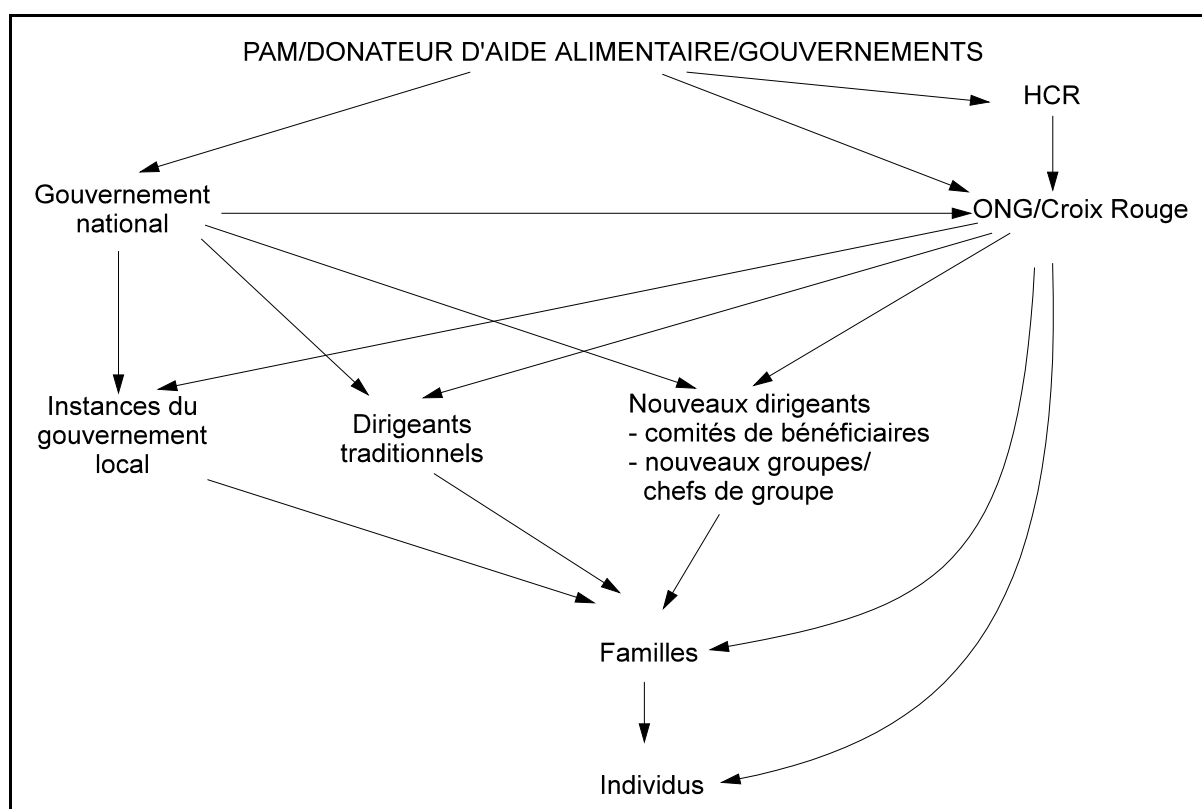 PAM/DONATEUR D'AIDE ALIMENTAIRE/GOUVERNEMENTS
HCR
Gouvernement
national
ONG/Croix Rouge
Instances du
gouvernement
local
Dirigeants
traditionnels
Nouveaux dirigeants
- comités de bénéficiaires
- nouveaux groupes/
chefs de groupe
Familles
Individus